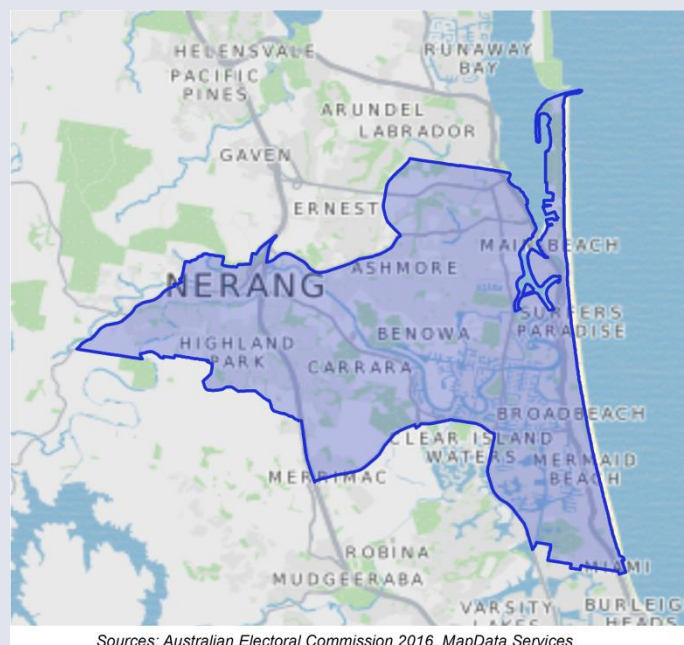 HELENSVALE
RUNAWAY
BAY
PACIFIC
PINES
ARUNDEL
LABRADOR
GAVEN
ERNEST
MAIN BEACH
ASHMORE
NERANG
SURFERS
PARADISE
BENOWA
HIGHLAND
PARK
CARRARA
BROADBEACH
CLEAR ISLAND
WATERS
MERMAID
BEACH
MERRIMAC
ROBINA
MIAMI
MUDGEERABA
VARSITY
LAKES
BURLEIGH
HEADS
Sources: Australian Electoral Commission 2016, MapData Services